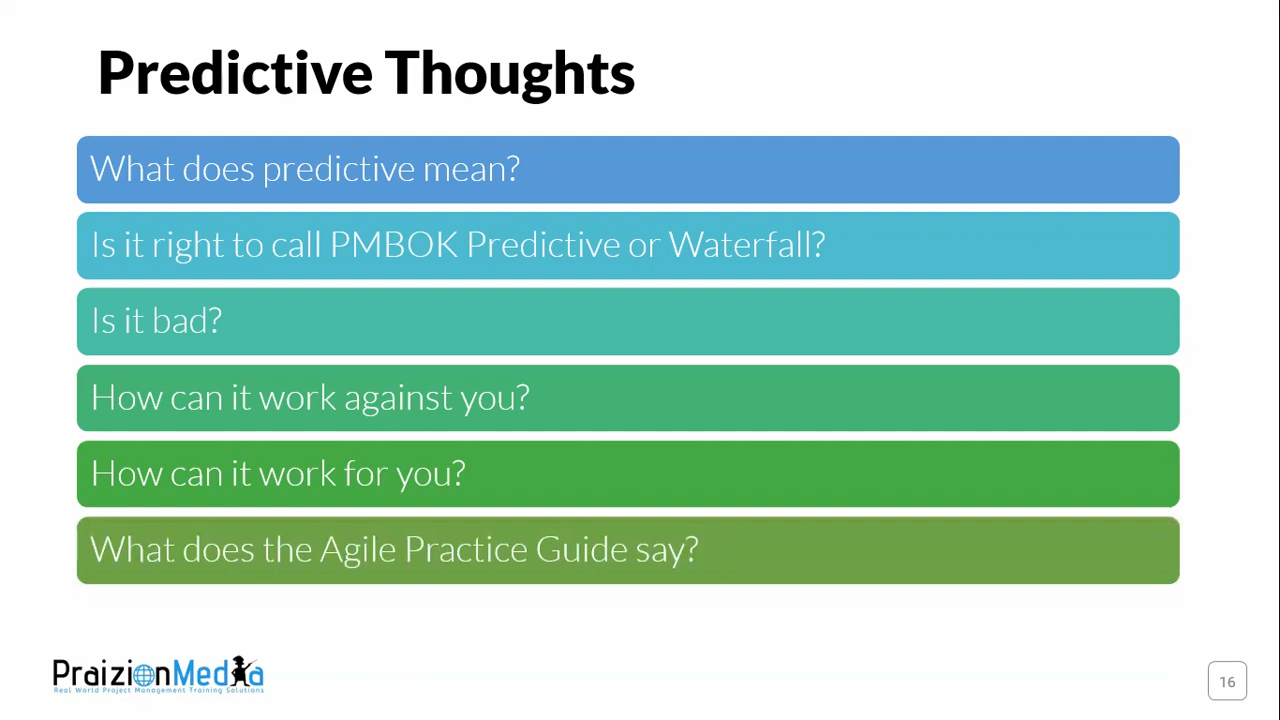 Predictive Thoughts
What does predictive mean?
Is it right to call PMBOK Predictive or Waterfall?
Is it bad?
How can it work against you?
How can it work for you?
What does the Agile Practice Guide say?
PraizionMedia
Real World Project Management Training Solutions
16